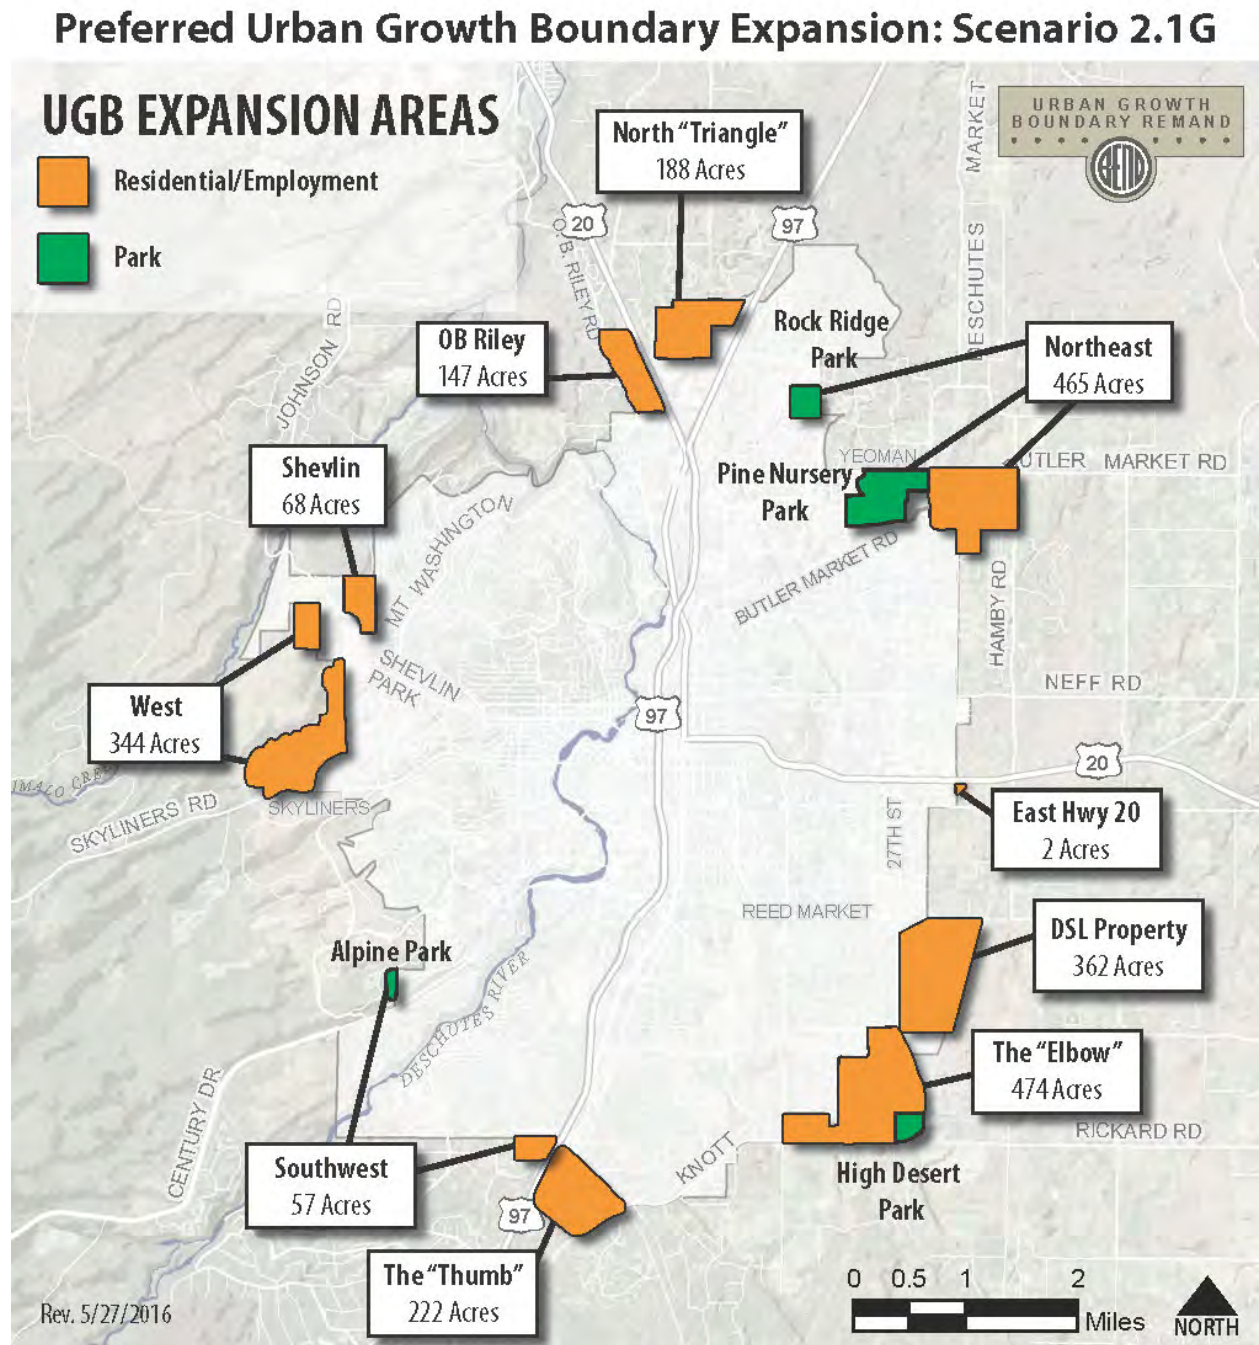 Preferred Urban Growth Boundary Expansion: Scenario 2.1G
UGB EXPANSION AREAS
Residential/Employment
Park
URBAN GROWTH
BOUNDARY REMAND
BEND
North "Triangle"
188 Acres
MARKET
DESCHUTES
20
97
O. B. RILEY RD
JOHNSON RD
OB Riley
147 Acres
Rock Ridge
Park
Northeast
465 Acres
Shevlin
68 Acres
YEOMAN
BUTLER MARKET RD
Pine Nursery
Park
MT WASHINGTON
BUTLER MARKET RD
HAMBY RD
SHEVLIN
PARK
NEFF RD
West
344 Acres
97
20
SKYLINERS RD
SKYLINERS
27TH ST
East Hwy 20
2 Acres
REED MARKET
DSL Property
362 Acres
Alpine Park
DESCHUTES RIVER
The "Elbow"
474 Acres
CENTURY DR
RICKARD RD
KNOTT
Southwest
57 Acres
High Desert
Park
97
The "Thumb"
222 Acres
0 0.5 1 2
Miles
NORTH
Rev. 5/27/2016